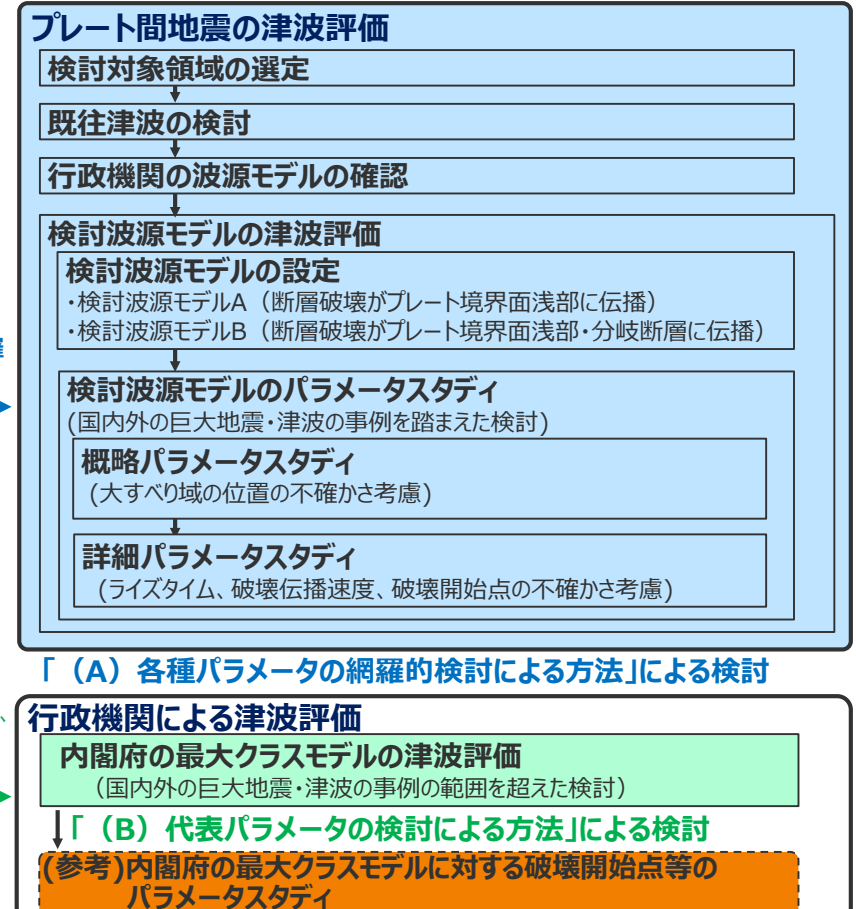 プレート間地震の津波評価
検討対象領域の選定
既往津波の検討
行政機関の波源モデルの確認
検討波源モデルの津波評価
検討波源モデルの設定
・検討波源モデルA（断層破壊がプレート境界面浅部に伝播）
・検討波源モデルB（断層破壊がプレート境界面浅部・分岐断層に伝播）
検討波源モデルのパラメータスタディ
(国内外の巨大地震・津波の事例を踏まえた検討)
概略パラメータスタディ
(大すべり域の位置の不確かさ考慮)
詳細パラメータスタディ
(ライズタイム、破壊伝播速度、破壊開始点の不確かさ考慮)
「（A）各種パラメータの網羅的検討による方法」による検討
行政機関による津波評価
内閣府の最大クラスモデルの津波評価
（国内外の巨大地震・津波の事例の範囲を超えた検討）
「（B）代表パラメータの検討による方法」による検討
(参考)内閣府の最大クラスモデルに対する破壊開始点等の
パラメータスタディ